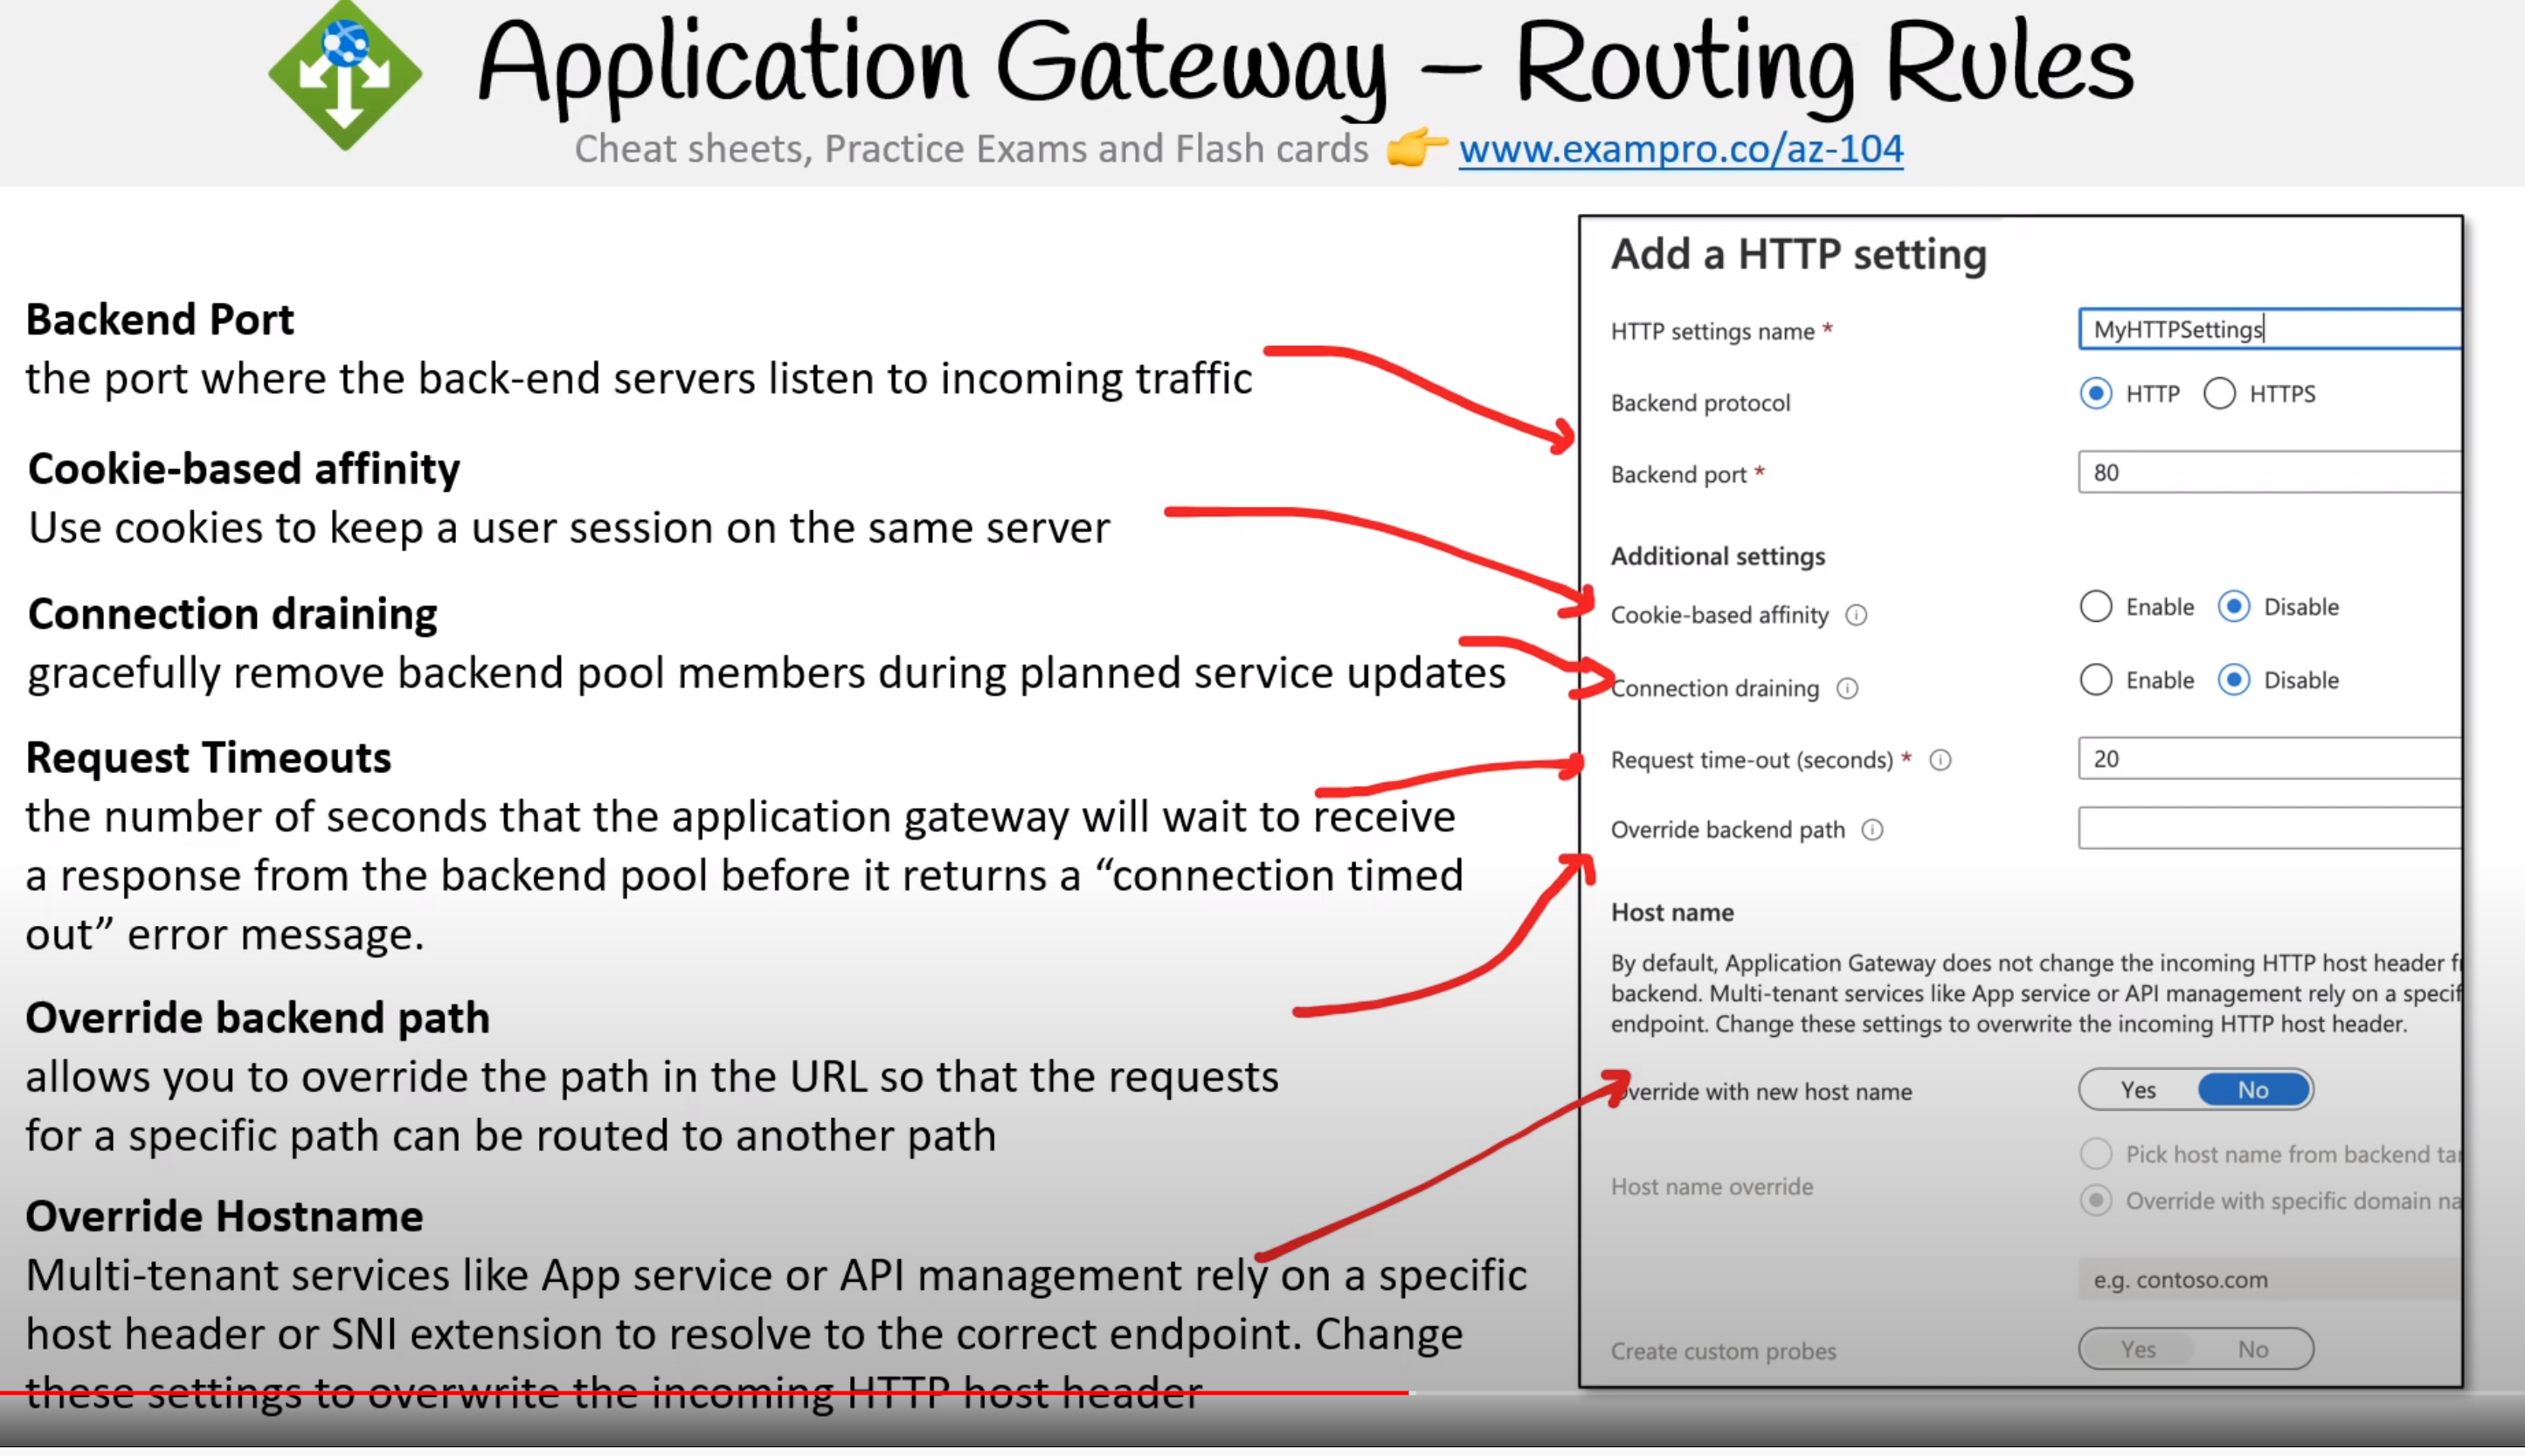 Application Gateway – Routing Rules
Cheat sheets, Practice Exams and Flash cards 👉 www.exampro.co/az-104
Backend Port
the port where the back-end servers listen to incoming traffic
Cookie-based affinity
Use cookies to keep a user session on the same server
Connection draining
gracefully remove backend pool members during planned service updates
Request Timeouts
the number of seconds that the application gateway will wait to receive
a response from the backend pool before it returns a “connection timed
out” error message.
Override backend path
allows you to override the path in the URL so that the requests
for a specific path can be routed to another path
Override Hostname
Multi-tenant services like App service or API management rely on a specific
host header or SNI extension to resolve to the correct endpoint. Change
these settings to overwrite the incoming HTTP host header
Add a HTTP setting
HTTP settings name * MyHTTPSettings
Backend protocol HTTP HTTPS
Backend port * 80
Additional settings
Cookie-based affinity Enable Disable
Connection draining Enable Disable
Request time-out (seconds) * 20
Override backend path
Host name
By default, Application Gateway does not change the incoming HTTP host header
backend. Multi-tenant services like App service or API management rely on a
endpoint. Change these settings to overwrite the incoming HTTP host header.
Override with new host name Yes No
Pick host name from backend
Host name override
Override with specific domain
e.g. contoso.com
Create custom probes Yes No